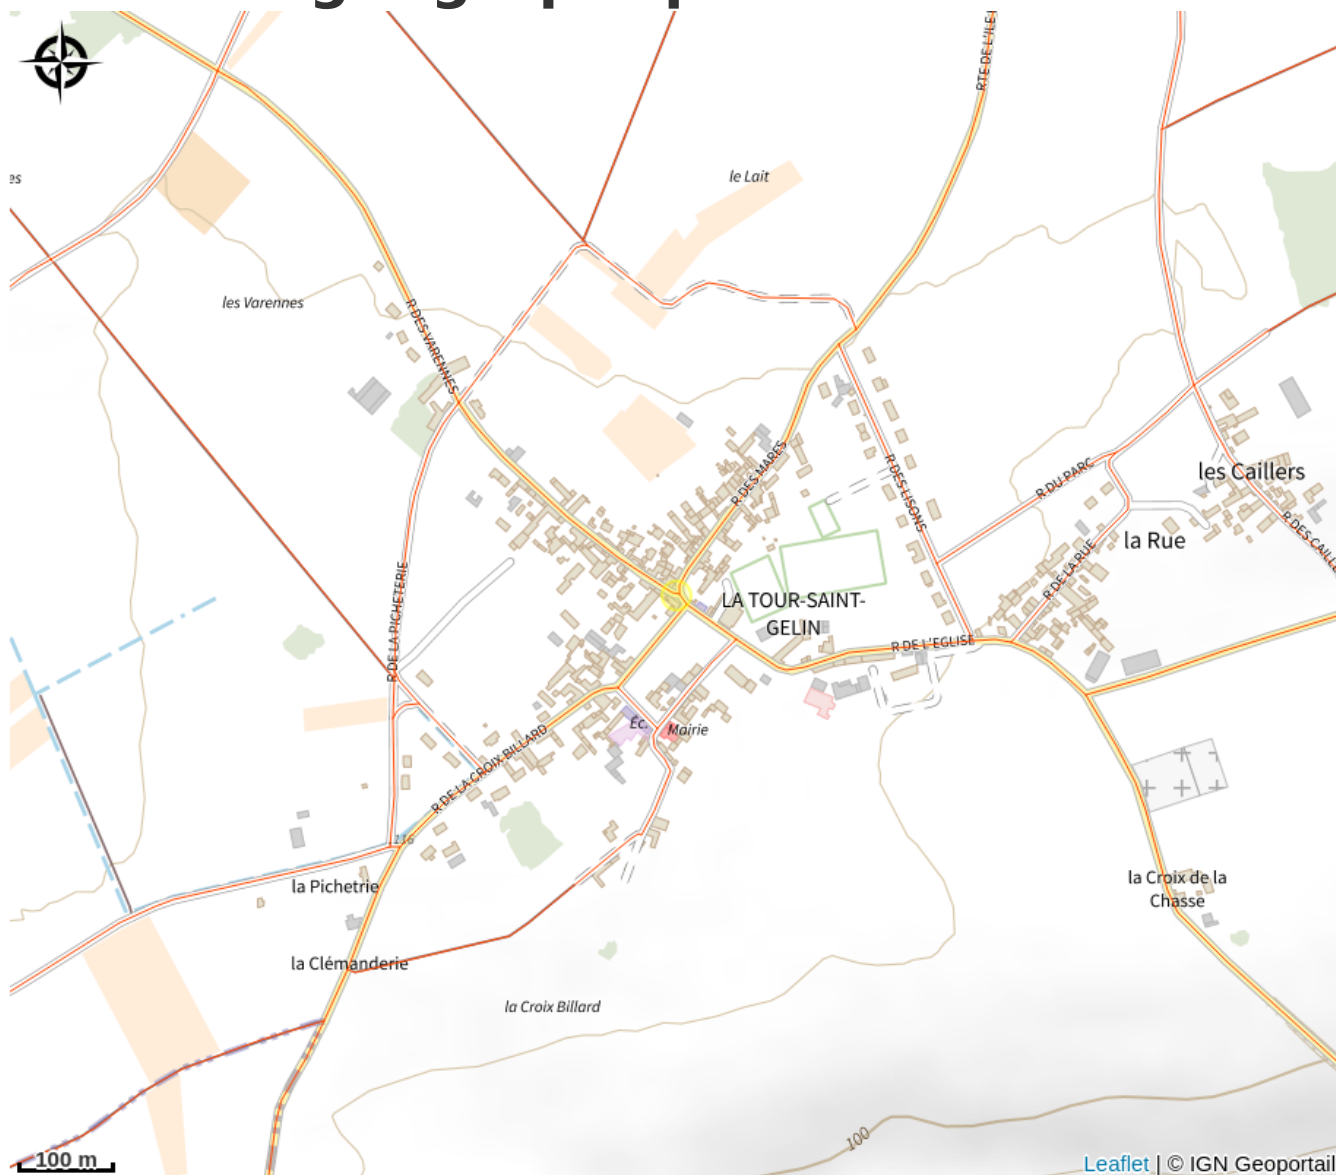 RTE DE L'ILE
le Lait
es
les Varennes
R DES VARENNES
R DES MARES
R DES LISONS
R DU PARC
les Caillers
R DES CAILLE
la Rue
R DE LA RUE
R DE LA PICHETERIE
LA TOUR-SAINT-
GELIN
R DE L'EGLISE
Éc.
Mairie
R DE LA CROIX BILLARD
116
la Pichetrie
la Croix de la
Chasse
la Clémanderie
la Croix Billard
100
100 m
Leaflet | © IGN Geoportail